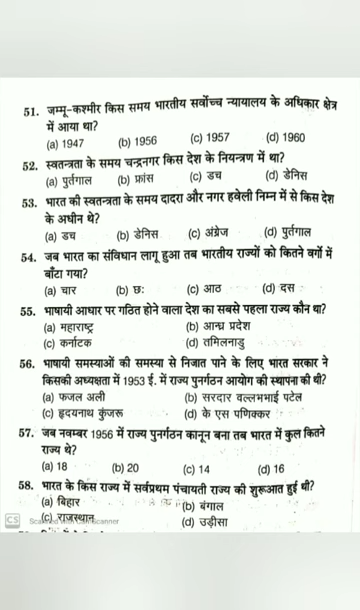 51. जम्मू-कश्मीर किस समय भारतीय सर्वोच्च न्यायालय के अधिकार क्षेत्र
में आया था?
(a) 1947 (b) 1956 (c) 1957 (d) 1960
52. स्वतन्त्रता के समय चन्द्रनगर किस देश के नियन्त्रण में था?
(a) पुर्तगाल (b) फ्रांस (c) डच (d) डेनिस
53. भारत की स्वतन्त्रता के समय दादरा और नगर हवेली निम्न में से किस देश
के अधीन थे?
(a) डच (b) डेनिस (c) अंग्रेज (d) पुर्तगाल
54. जब भारत का संविधान लागू हुआ तब भारतीय राज्यों को कितने वर्गों में
बाँटा गया?
(a) चार (b) छः (c) आठ (d) दस
55. भाषायी आधार पर गठित होने वाला देश का सबसे पहला राज्य कौन था?
(a) महाराष्ट्र (b) आन्ध्र प्रदेश
(c) कर्नाटक (d) तमिलनाडु
56. भाषायी समस्याओं की समस्या से निजात पाने के लिए भारत सरकार ने
किसकी अध्यक्षता में 1953 ई. में राज्य पुनर्गठन आयोग की स्थापना की थी?
(a) फजल अली (b) सरदार वल्लभभाई पटेल
(c) हृदयनाथ कुंजरू (d) के एस पणिक्कर
57. जब नवम्बर 1956 में राज्य पुनर्गठन कानून बना तब भारत में कुल कितने
राज्य थे?
(a) 18 (b) 20 (c) 14 (d) 16
58. भारत के किस राज्य में सर्वप्रथम पंचायती राज्य की शुरूआत हुई थी?
(a) बिहार (b) बंगाल
(c) राजस्थान (d) उड़ीसा
CS Scanned with CamScanner